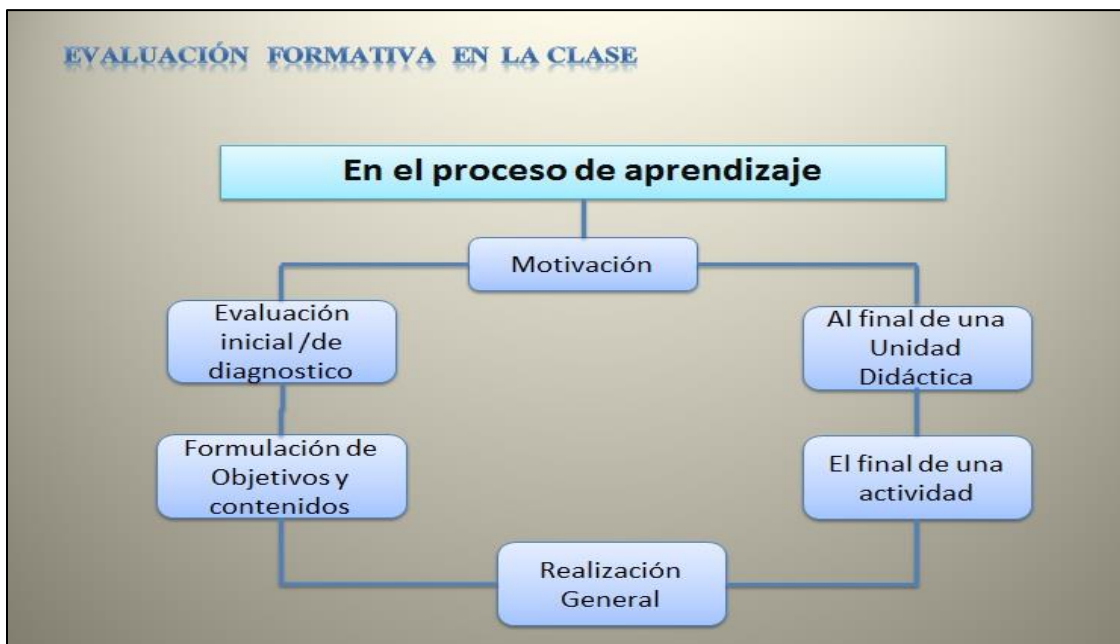 EVALUACIÓN FORMATIVA EN LA CLASE
En el proceso de aprendizaje
Motivación
Evaluación
inicial /de
diagnostico
Formulación de
Objetivos y
contenidos
Al final de una
Unidad
Didáctica
El final de una
actividad
Realización
General